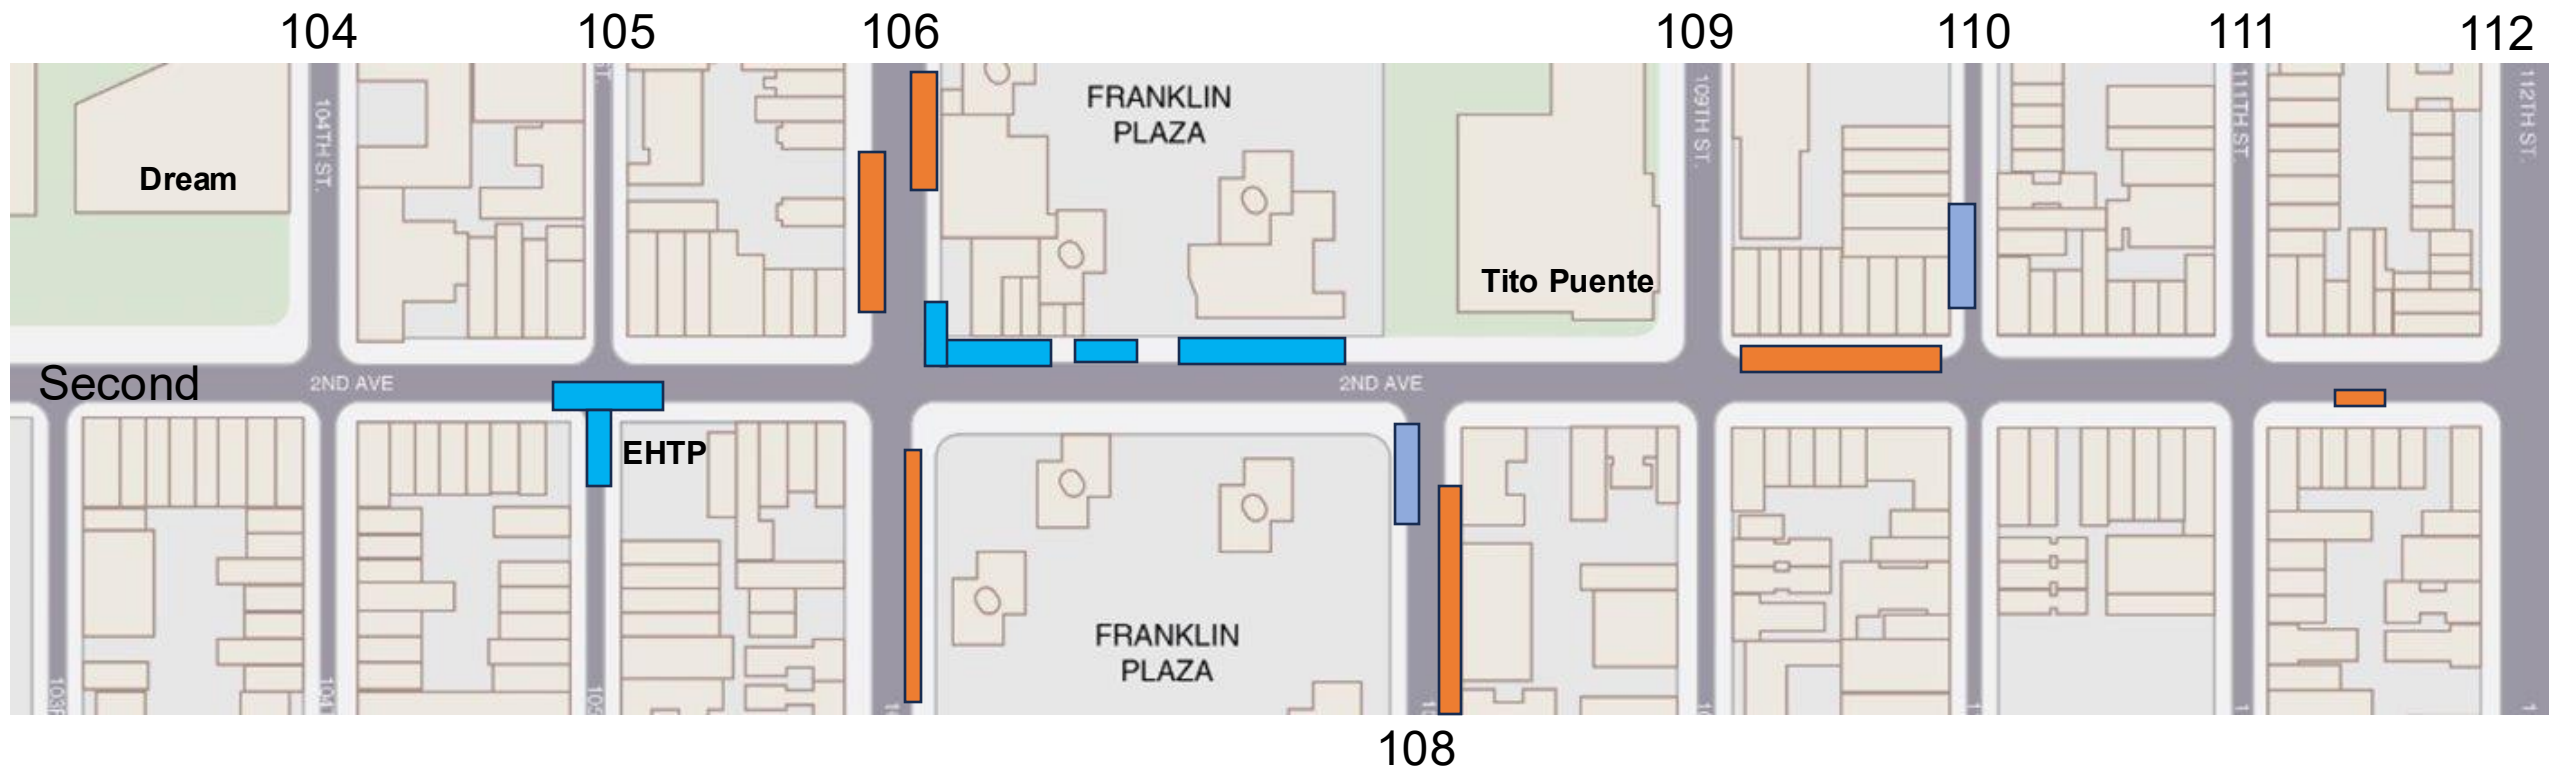 104 105 106 109 110 111 112
FRANKLIN
PLAZA
104TH ST.
109TH ST.
111TH ST.
112TH ST.
Dream
Tito Puente
Second
2ND AVE
2ND AVE
EHTP
FRANKLIN
PLAZA
108